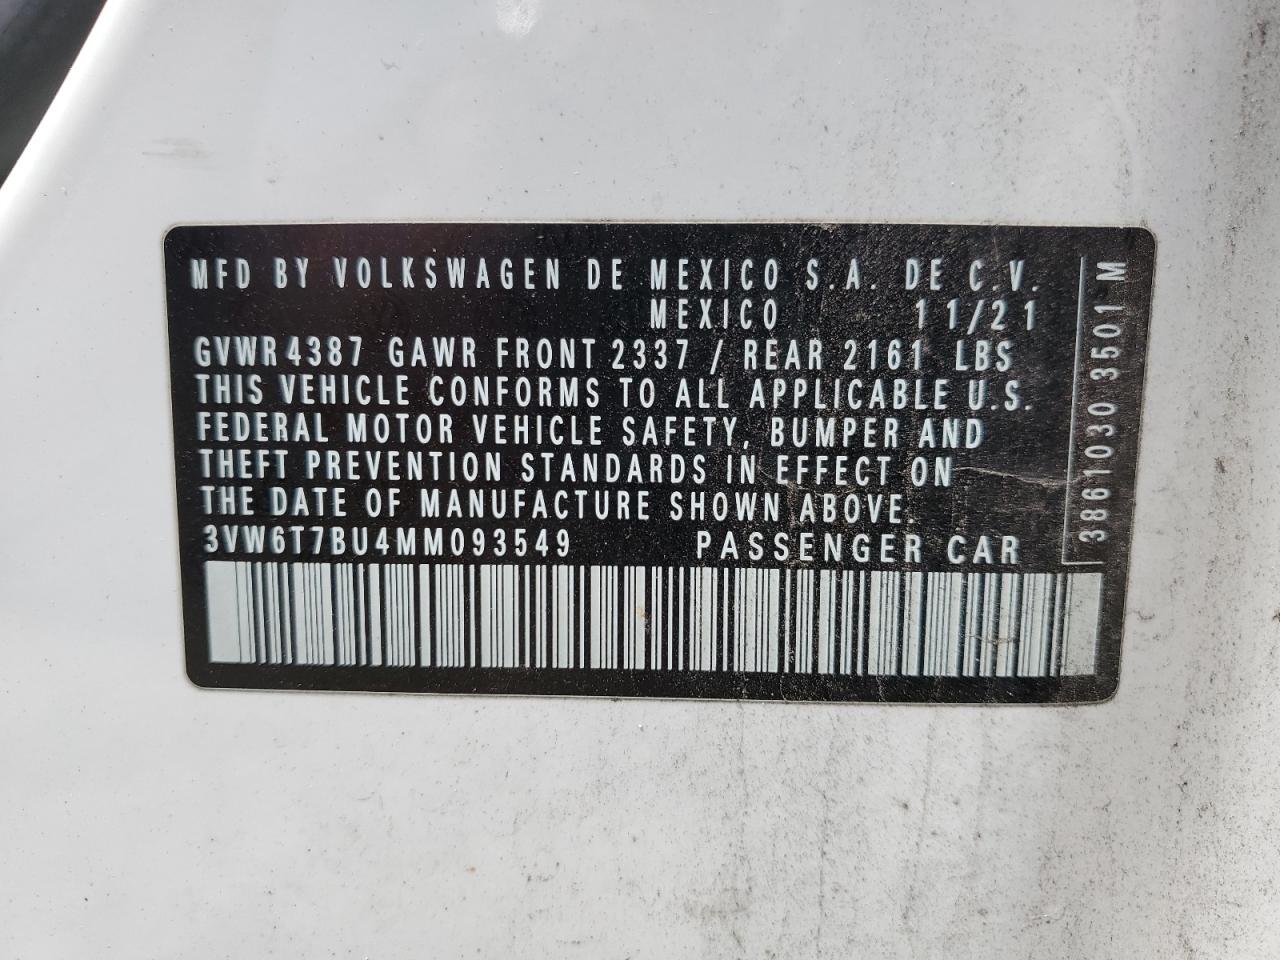 MFD BY VOLKSWAGEN DE MEXICO S.A. DE C.V.
MEXICO 11/21
GVWR 4387 GAWR FRONT 2337 / REAR 2161 LBS
THIS VEHICLE CONFORMS TO ALL APPLICABLE U.S.
FEDERAL MOTOR VEHICLE SAFETY, BUMPER AND
THEFT PREVENTION STANDARDS IN EFFECT ON
THE DATE OF MANUFACTURE SHOWN ABOVE.
3VW6T7BU4MM093549 PASSENGER CAR
3861030 3501 M